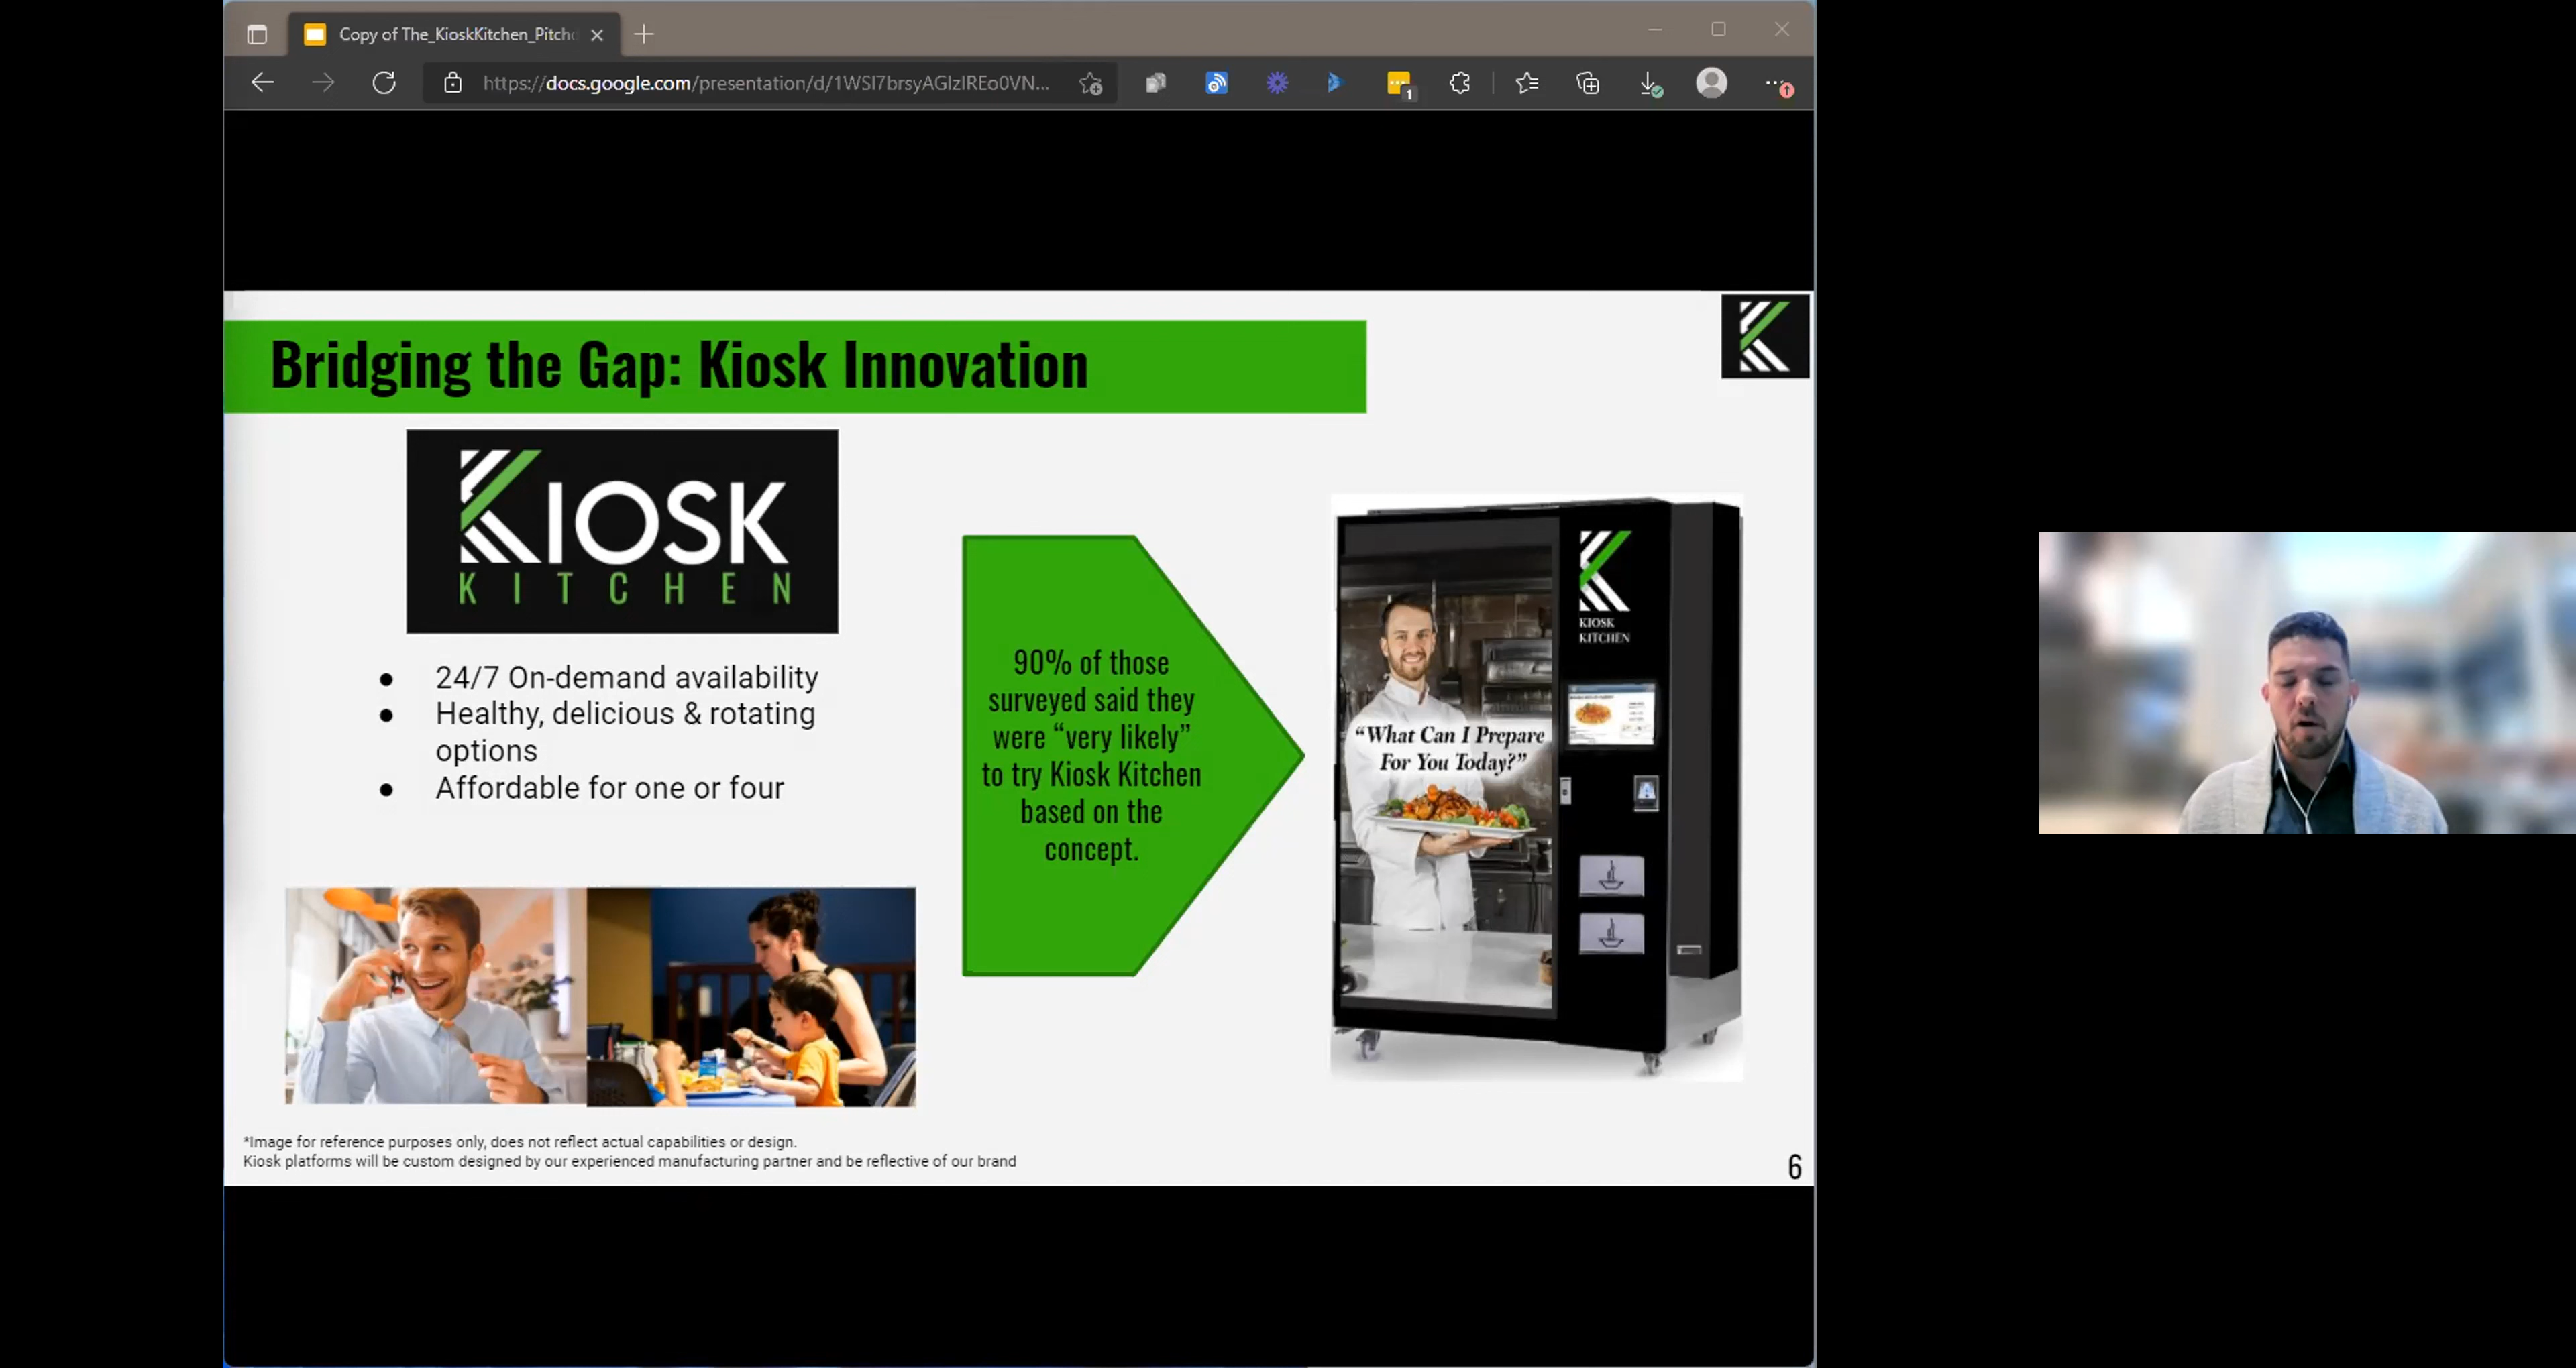 Copy of The_KioskKitchen_Pitch
https://docs.google.com/presentation/d/1WSl7brsyAGlzlREo0VN...
1
Bridging the Gap: Kiosk Innovation
KIOSK
KITCHEN
● 24/7 On-demand availability
● Healthy, delicious & rotating
options
● Affordable for one or four
90% of those
surveyed said they
were “very likely”
to try Kiosk Kitchen
based on the
concept.
KIOSK
KITCHEN
“What Can I Prepare
For You Today?”
*Image for reference purposes only, does not reflect actual capabilities or design.
Kiosk platforms will be custom designed by our experienced manufacturing partner and be reflective of our brand
6